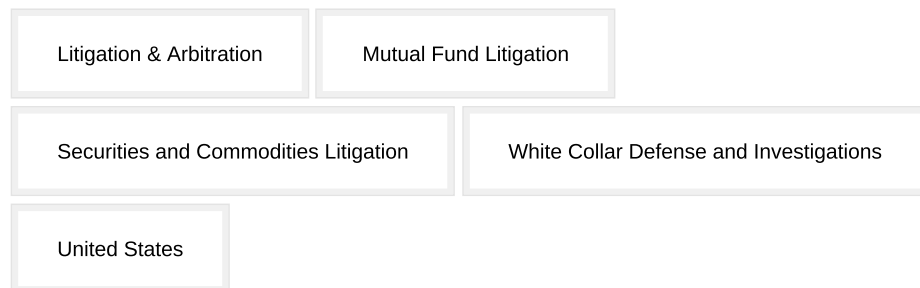 Litigation & Arbitration
Mutual Fund Litigation
Securities and Commodities Litigation
White Collar Defense and Investigations
United States